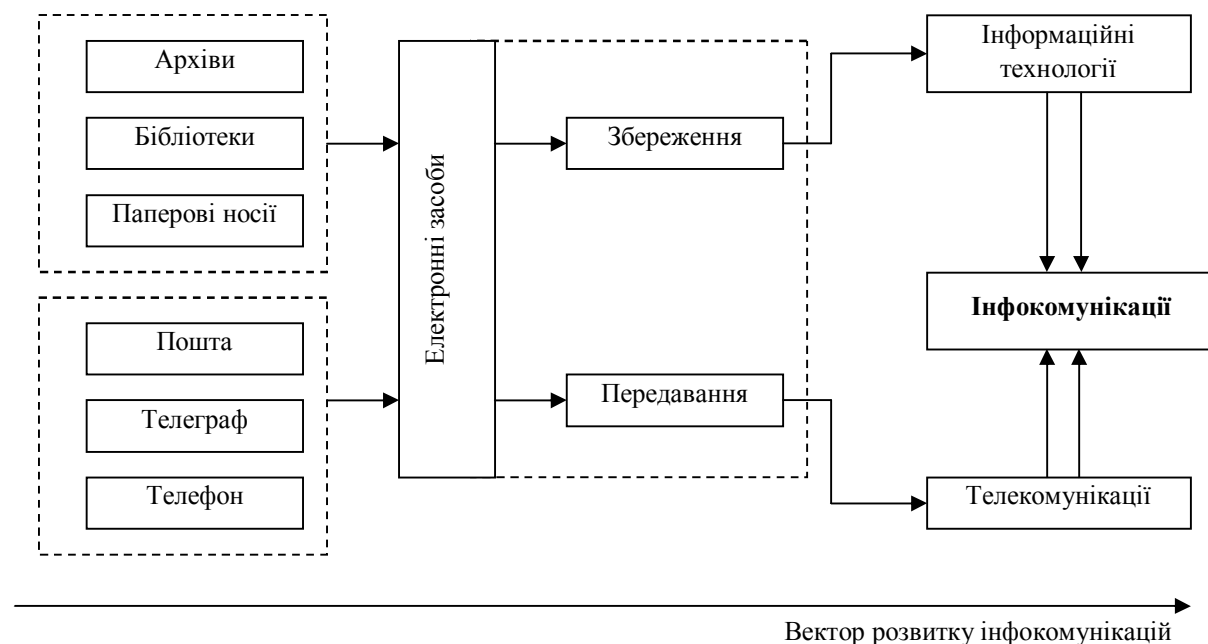 Архіви
Бібліотеки
Паперові носії
Пошта
Телеграф
Телефон
Електронні засоби
Збереження
Передавання
Інформаційні
технології
Інфокомунікації
Телекомунікації
Вектор розвитку інфокомунікацій